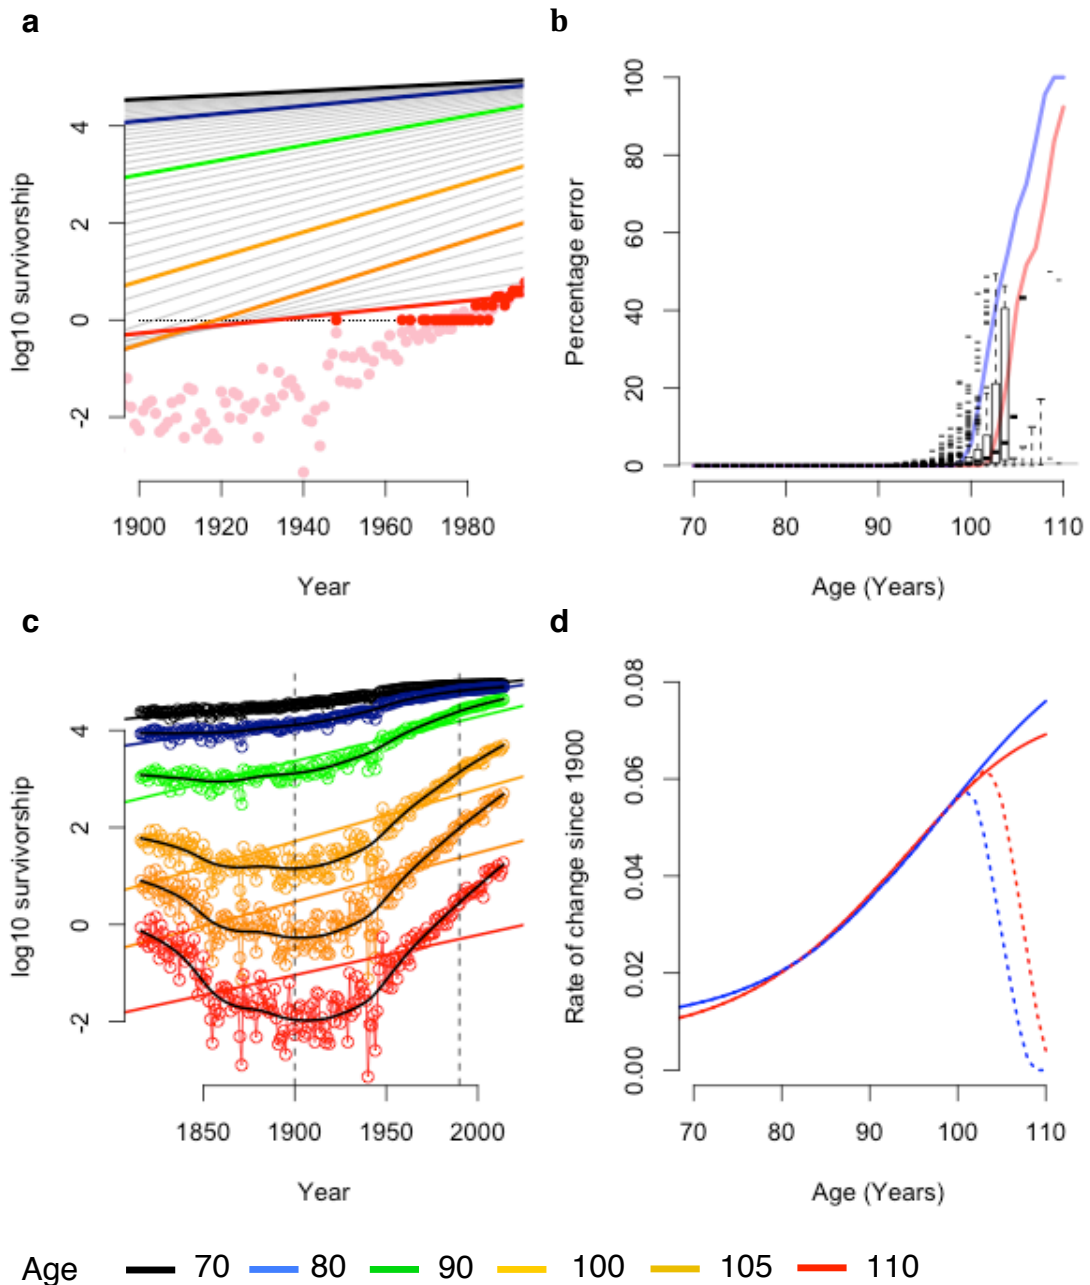 a
log10 survivorship
4
2
0
-2
1900 1920 1940 1960 1980
Year
b
Percentage error
100
80
60
40
20
0
70 80 90 100 110
Age (Years)
c
log10 survivorship
4
2
0
-2
1850 1900 1950 2000
Year
d
Rate of change since 1900
0.08
0.06
0.04
0.02
0.00
70 80 90 100 110
Age (Years)
Age 70 80 90 100 105 110